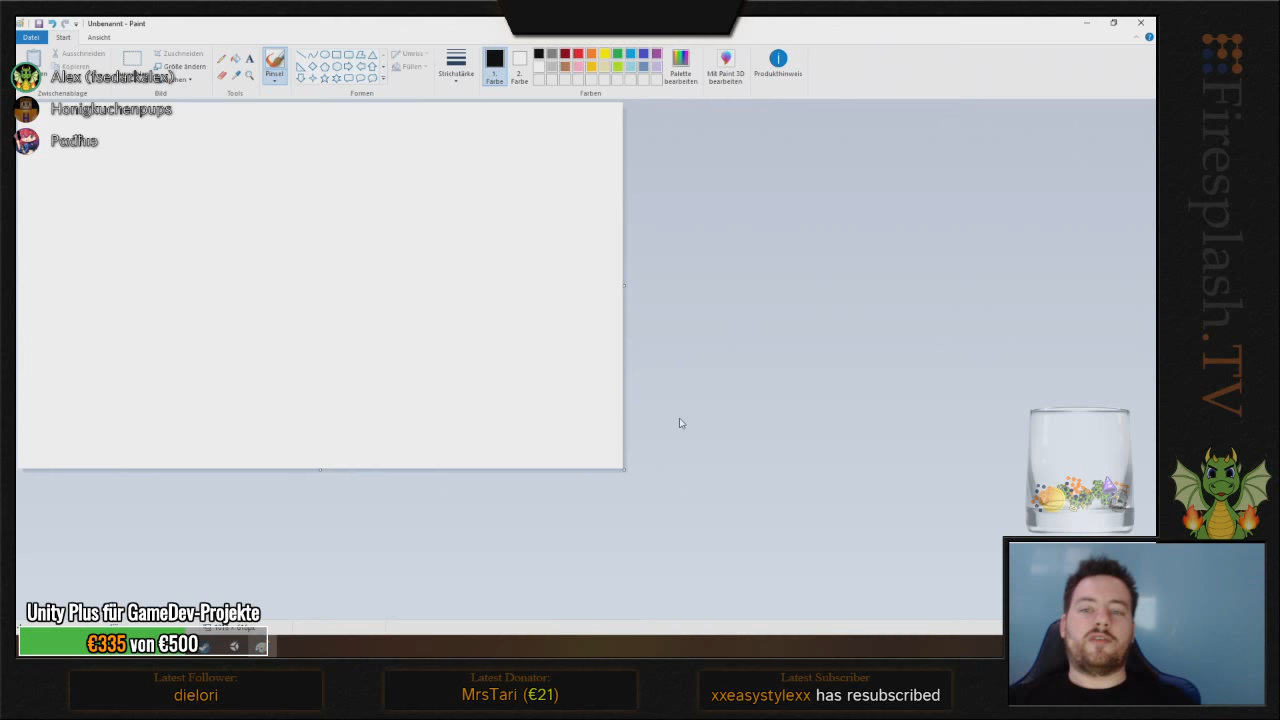 Unbenannt - Paint
Datei
Start
Ansicht
Ausschneiden
Kopieren
Zwischenablage
Zuschneiden
Größe ändern
Bild
Tools
Pinsel
Formen
Umriss
Füllen
Strichstärke
1.
Farbe
2.
Farbe
Palette
bearbeiten
Farben
Mit Paint 3D
bearbeiten
Produkthinweis
Alex (fsedarkalex)
Honigkuchenpups
Firesplash.TV
Unity Plus für GameDev-Projekte
€335 von €500
Latest Follower:
dielori
Latest Donator:
MrsTari (€21)
Latest Subscriber
xxeasystylexx has resubscribed